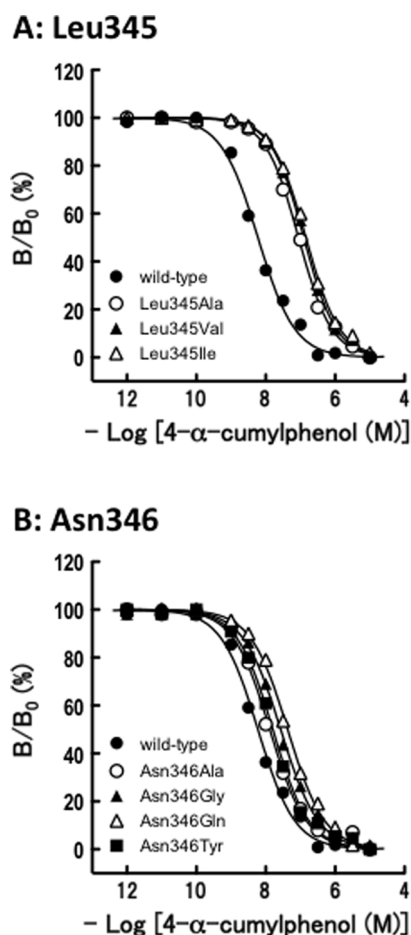 A: Leu345
120
100
80
60
40
20
0
B/B₀ (%)
wild-type
Leu345Ala
Leu345Val
Leu345Ile
12 10 8 6 4
− Log [4-α-cumylphenol (M)]
B: Asn346
120
100
80
60
40
20
0
B/B₀ (%)
wild-type
Asn346Ala
Asn346Gly
Asn346Gln
Asn346Tyr
12 10 8 6 4
− Log [4-α-cumylphenol (M)]